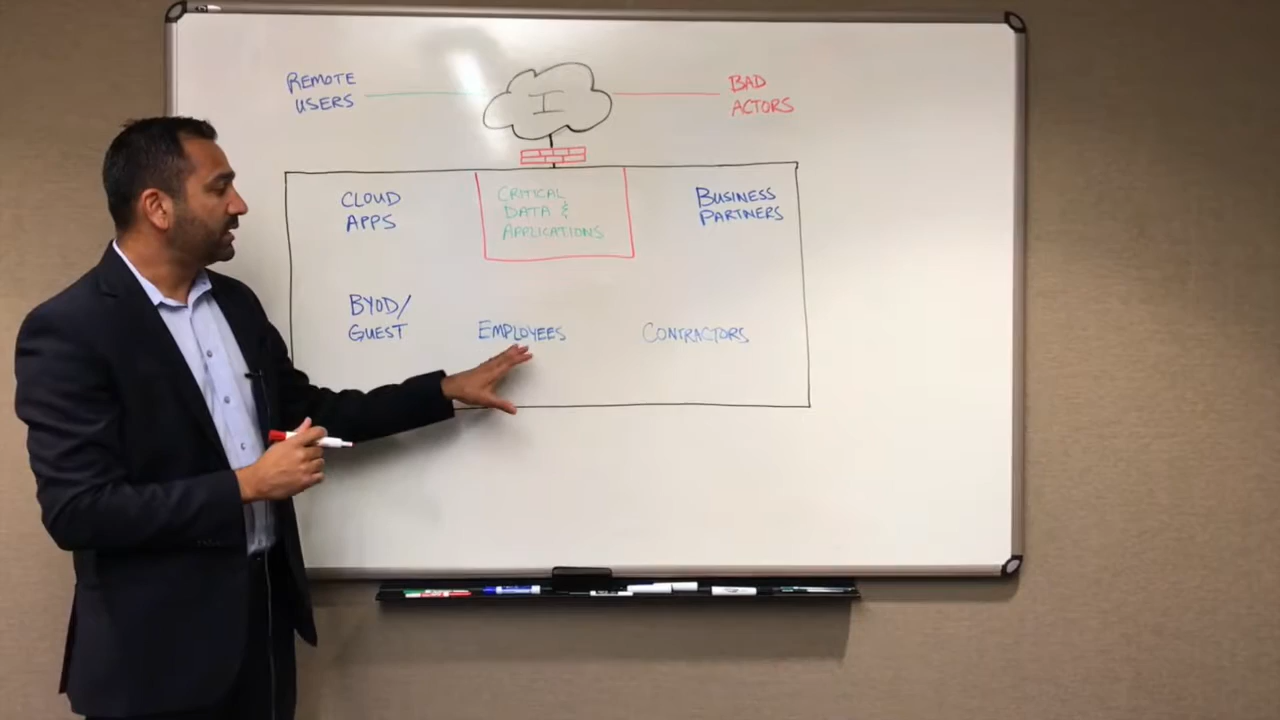 REMOTE
USERS
I
BAD
ACTORS
CLOUD
APPS
CRITICAL
DATA &
APPLICATIONS
BUSINESS
PARTNERS
BYOD/
GUEST
EMPLOYEES
CONTRACTORS